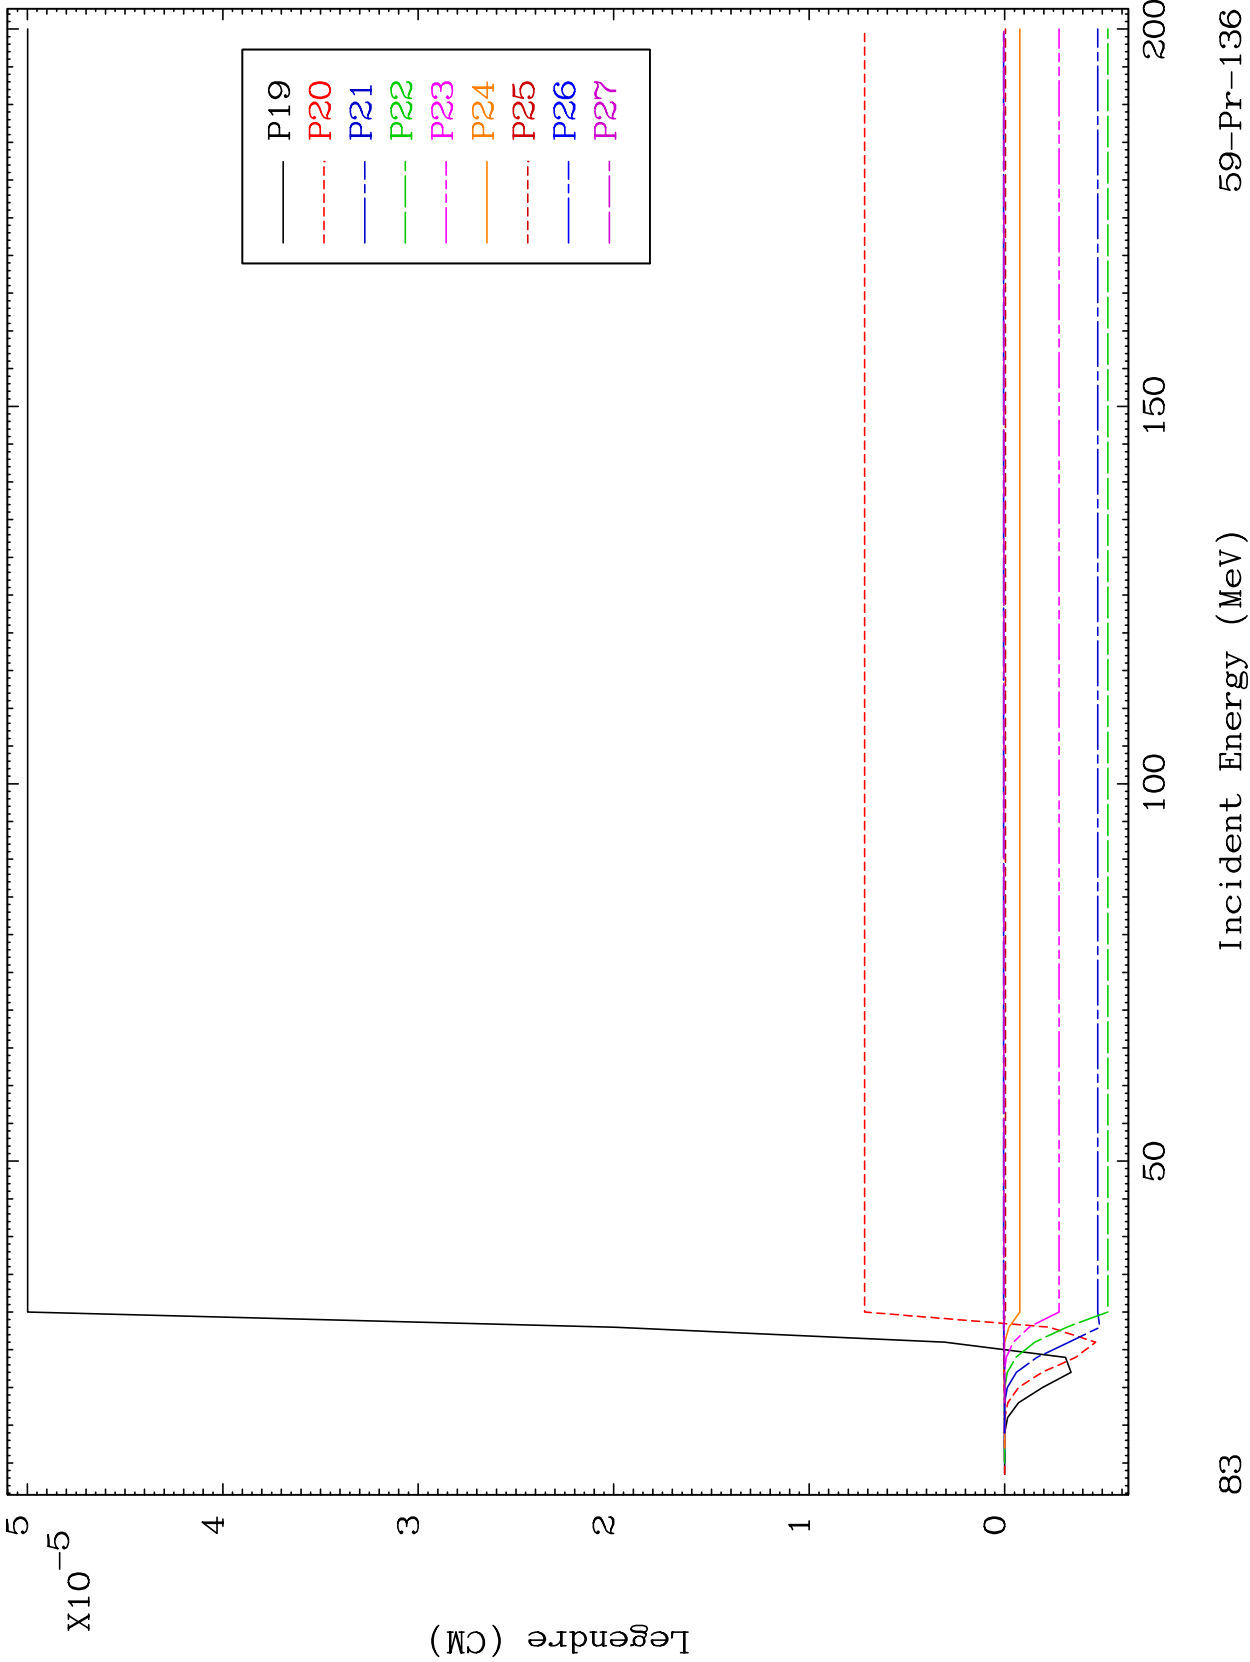 X10-5
5
4
3
2
1
0
Legendre (CM)
P19
P20
P21
P22
P23
P24
P25
P26
P27
50
100
150
200
Incident Energy (MeV)
83
59-Pr-136